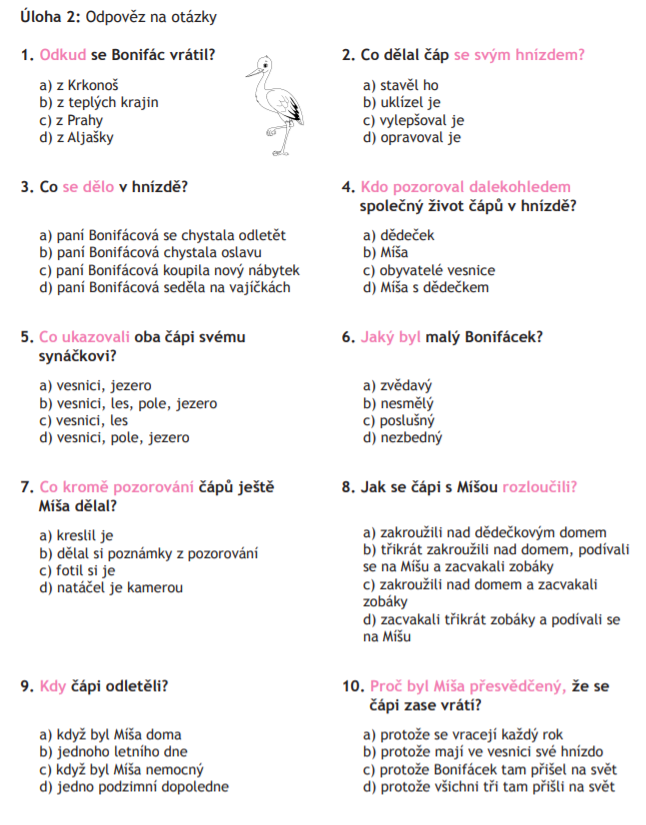 Úloha 2: Odpověz na otázky
1. Odkud se Bonifác vrátil?
a) z Krkonoš
b) z teplých krajin
c) z Prahy
d) z Aljašky
2. Co dělal čáp se svým hnízdem?
a) stavěl ho
b) uklízel je
c) vylepšoval je
d) opravoval je
3. Co se dělo v hnízdě?
a) paní Bonifácová se chystala odletět
b) paní Bonifácová chystala oslavu
c) paní Bonifácová koupila nový nábytek
d) paní Bonifácová seděla na vajíčkách
4. Kdo pozoroval dalekohledem
společný život čápů v hnízdě?
a) dědeček
b) Míša
c) obyvatelé vesnice
d) Míša s dědečkem
5. Co ukazovali oba čápi svému
synáčkovi?
a) vesnici, jezero
b) vesnici, les, pole, jezero
c) vesnici, les
d) vesnici, pole, jezero
6. Jaký byl malý Bonifácek?
a) zvědavý
b) nesmělý
c) poslušný
d) nezbedný
7. Co kromě pozorování čápů ještě
Míša dělal?
a) kreslil je
b) dělal si poznámky z pozorování
c) fotil si je
d) natáčel je kamerou
8. Jak se čápi s Míšou rozloučili?
a) zakroužili nad dědečkovým domem
b) třikrát zakroužili nad domem, podívali
se na Míšu a zacvakali zobáky
c) zakroužili nad domem a zacvakali
zobáky
d) zacvakali třikrát zobáky a podívali se
na Míšu
9. Kdy čápi odletěli?
a) když byl Míša doma
b) jednoho letního dne
c) když byl Míša nemocný
d) jedno podzimní dopoledne
10. Proč byl Míša přesvědčený, že se
čápi zase vrátí?
a) protože se vracejí každý rok
b) protože mají ve vesnici své hnízdo
c) protože Bonifácek tam přišel na svět
d) protože všichni tři tam přišli na svět